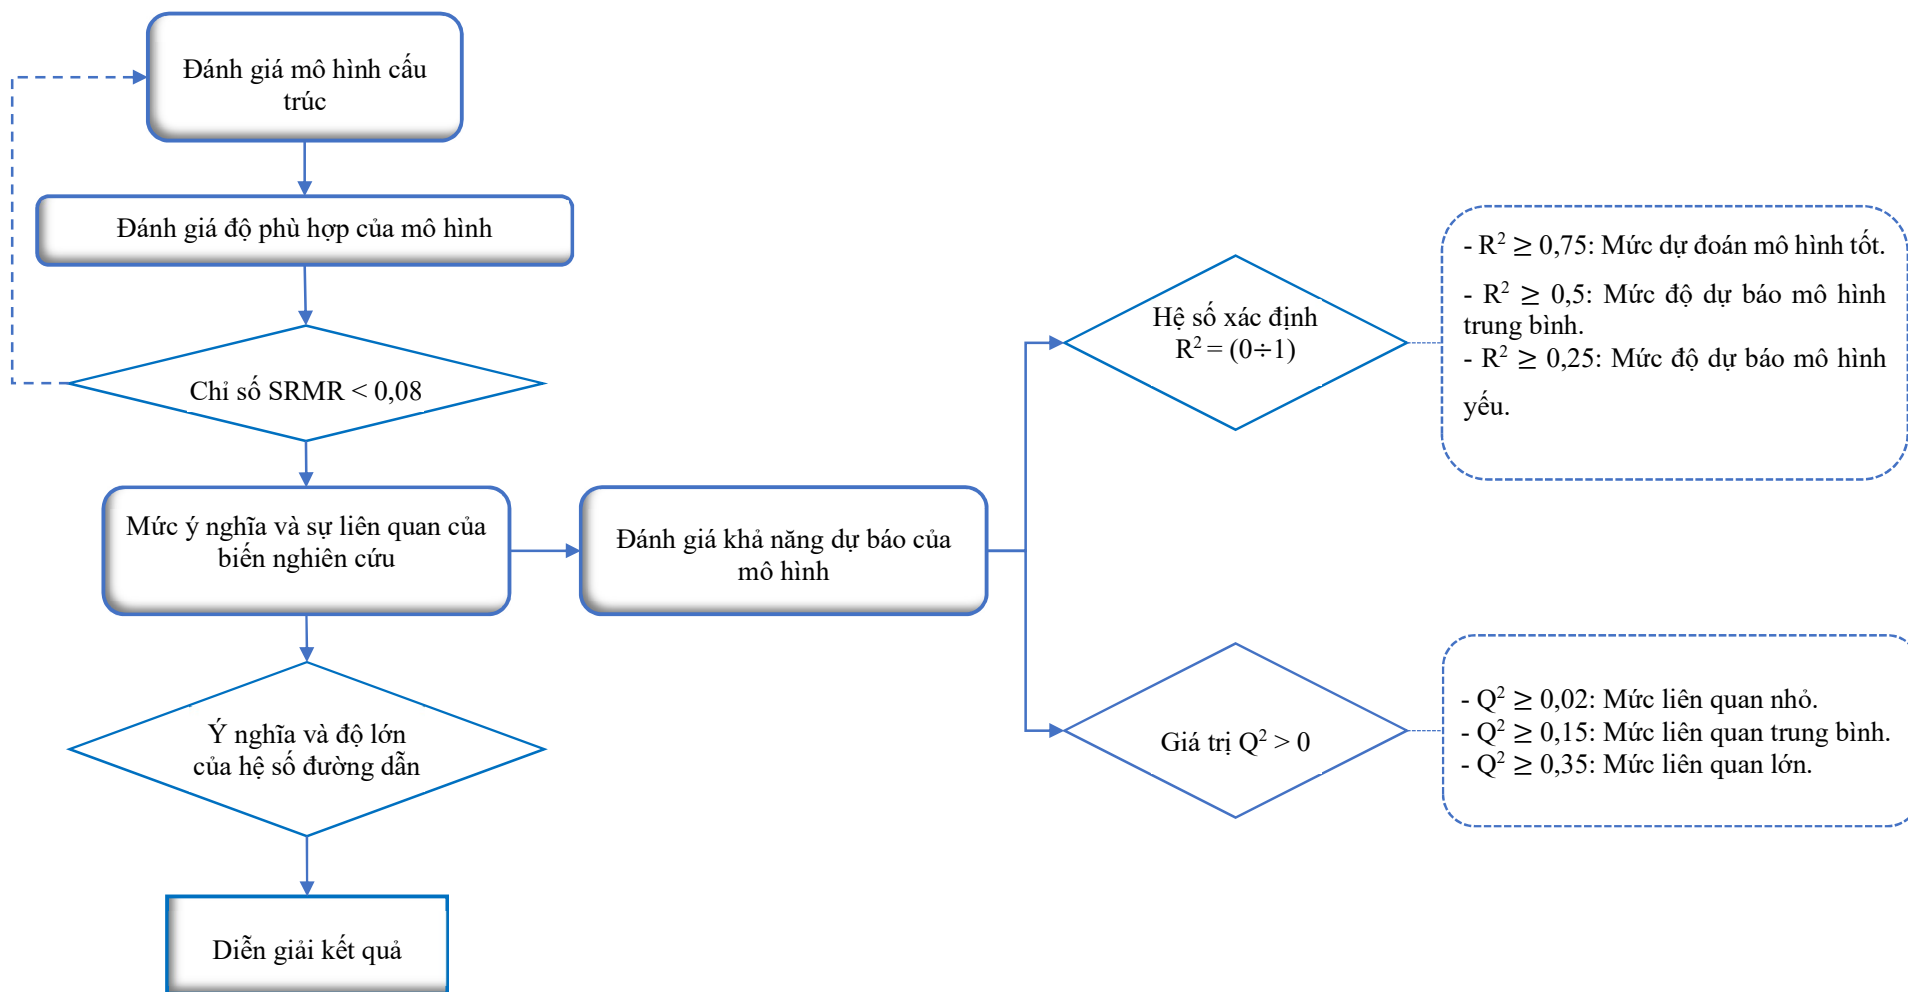 Đánh giá mô hình cấu
trúc
Đánh giá độ phù hợp của mô hình
Chỉ số SRMR < 0,08
Mức ý nghĩa và sự liên quan của
biến nghiên cứu
Ý nghĩa và độ lớn
của hệ số đường dẫn
Diễn giải kết quả
Đánh giá khả năng dự báo của
mô hình
Hệ số xác định
R² = (0÷1)
- R² ≥ 0,75: Mức dự đoán mô hình tốt.
- R² ≥ 0,5: Mức độ dự báo mô hình
trung bình.
- R² ≥ 0,25: Mức độ dự báo mô hình
yếu.
Giá trị Q² > 0
- Q² ≥ 0,02: Mức liên quan nhỏ.
- Q² ≥ 0,15: Mức liên quan trung bình.
- Q² ≥ 0,35: Mức liên quan lớn.